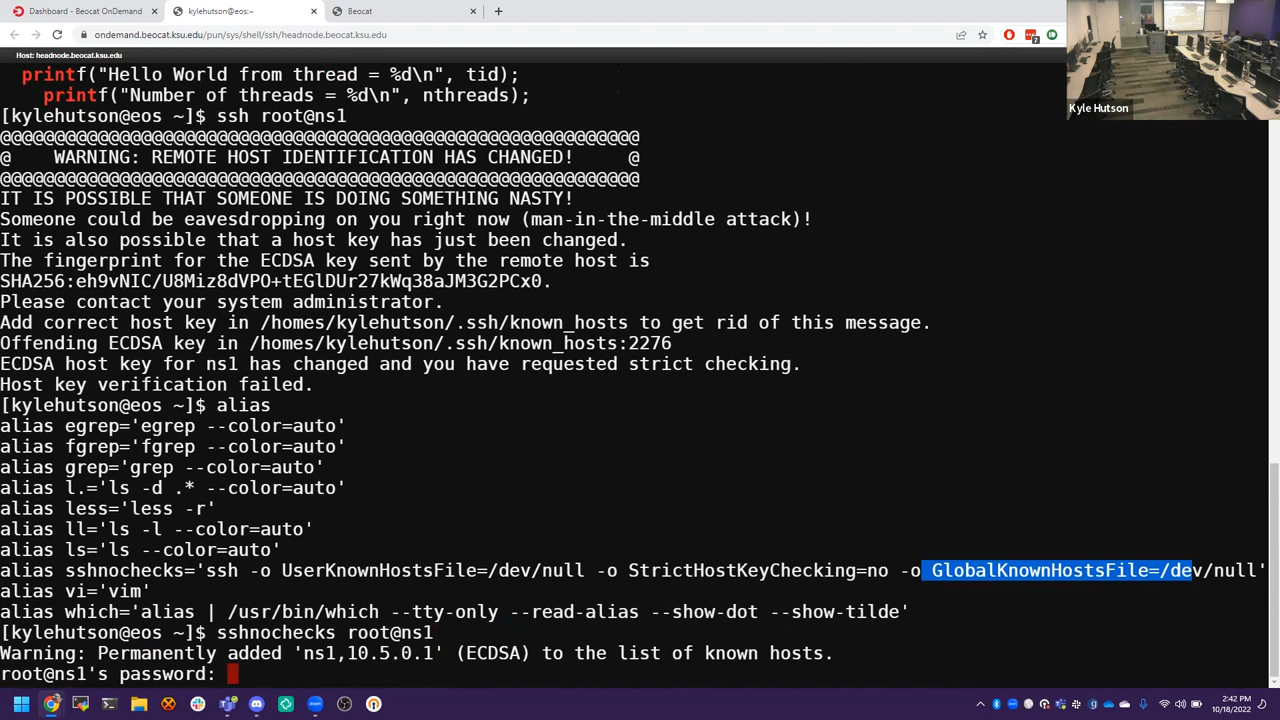 Dashboard - Beocat OnDemand
kylehutson@eos:~
Beocat
ondemand.beocat.ksu.edu/pun/sys/shell/ssh/headnode.beocat.ksu.edu
7
Host: headnode.beocat.ksu.edu
Kyle Hutson
printf("Hello World from thread = %d\n", tid);
printf("Number of threads = %d\n", nthreads);
[kylehutson@eos ~]$ ssh root@ns1
@@@@@@@@@@@@@@@@@@@@@@@@@@@@@@@@@@@@@@@@@@@@@@@@@@@@@@@@@@@
@    WARNING: REMOTE HOST IDENTIFICATION HAS CHANGED!     @
@@@@@@@@@@@@@@@@@@@@@@@@@@@@@@@@@@@@@@@@@@@@@@@@@@@@@@@@@@@
IT IS POSSIBLE THAT SOMEONE IS DOING SOMETHING NASTY!
Someone could be eavesdropping on you right now (man-in-the-middle attack)!
It is also possible that a host key has just been changed.
The fingerprint for the ECDSA key sent by the remote host is
SHA256:eh9vNIC/U8Miz8dVPO+tEGlDUr27kWq38aJM3G2PCx0.
Please contact your system administrator.
Add correct host key in /homes/kylehutson/.ssh/known_hosts to get rid of this message.
Offending ECDSA key in /homes/kylehutson/.ssh/known_hosts:2276
ECDSA host key for ns1 has changed and you have requested strict checking.
Host key verification failed.
[kylehutson@eos ~]$ alias
alias egrep='egrep --color=auto'
alias fgrep='fgrep --color=auto'
alias grep='grep --color=auto'
alias l.='ls -d .* --color=auto'
alias less='less -r'
alias ll='ls -l --color=auto'
alias ls='ls --color=auto'
alias sshnochecks='ssh -o UserKnownHostsFile=/dev/null -o StrictHostKeyChecking=no -o GlobalKnownHostsFile=/dev/null'
alias vi='vim'
alias which='alias | /usr/bin/which --tty-only --read-alias --show-dot --show-tilde'
[kylehutson@eos ~]$ sshnochecks root@ns1
Warning: Permanently added 'ns1,10.5.0.1' (ECDSA) to the list of known hosts.
root@ns1's password:
2:42 PM
10/18/2022